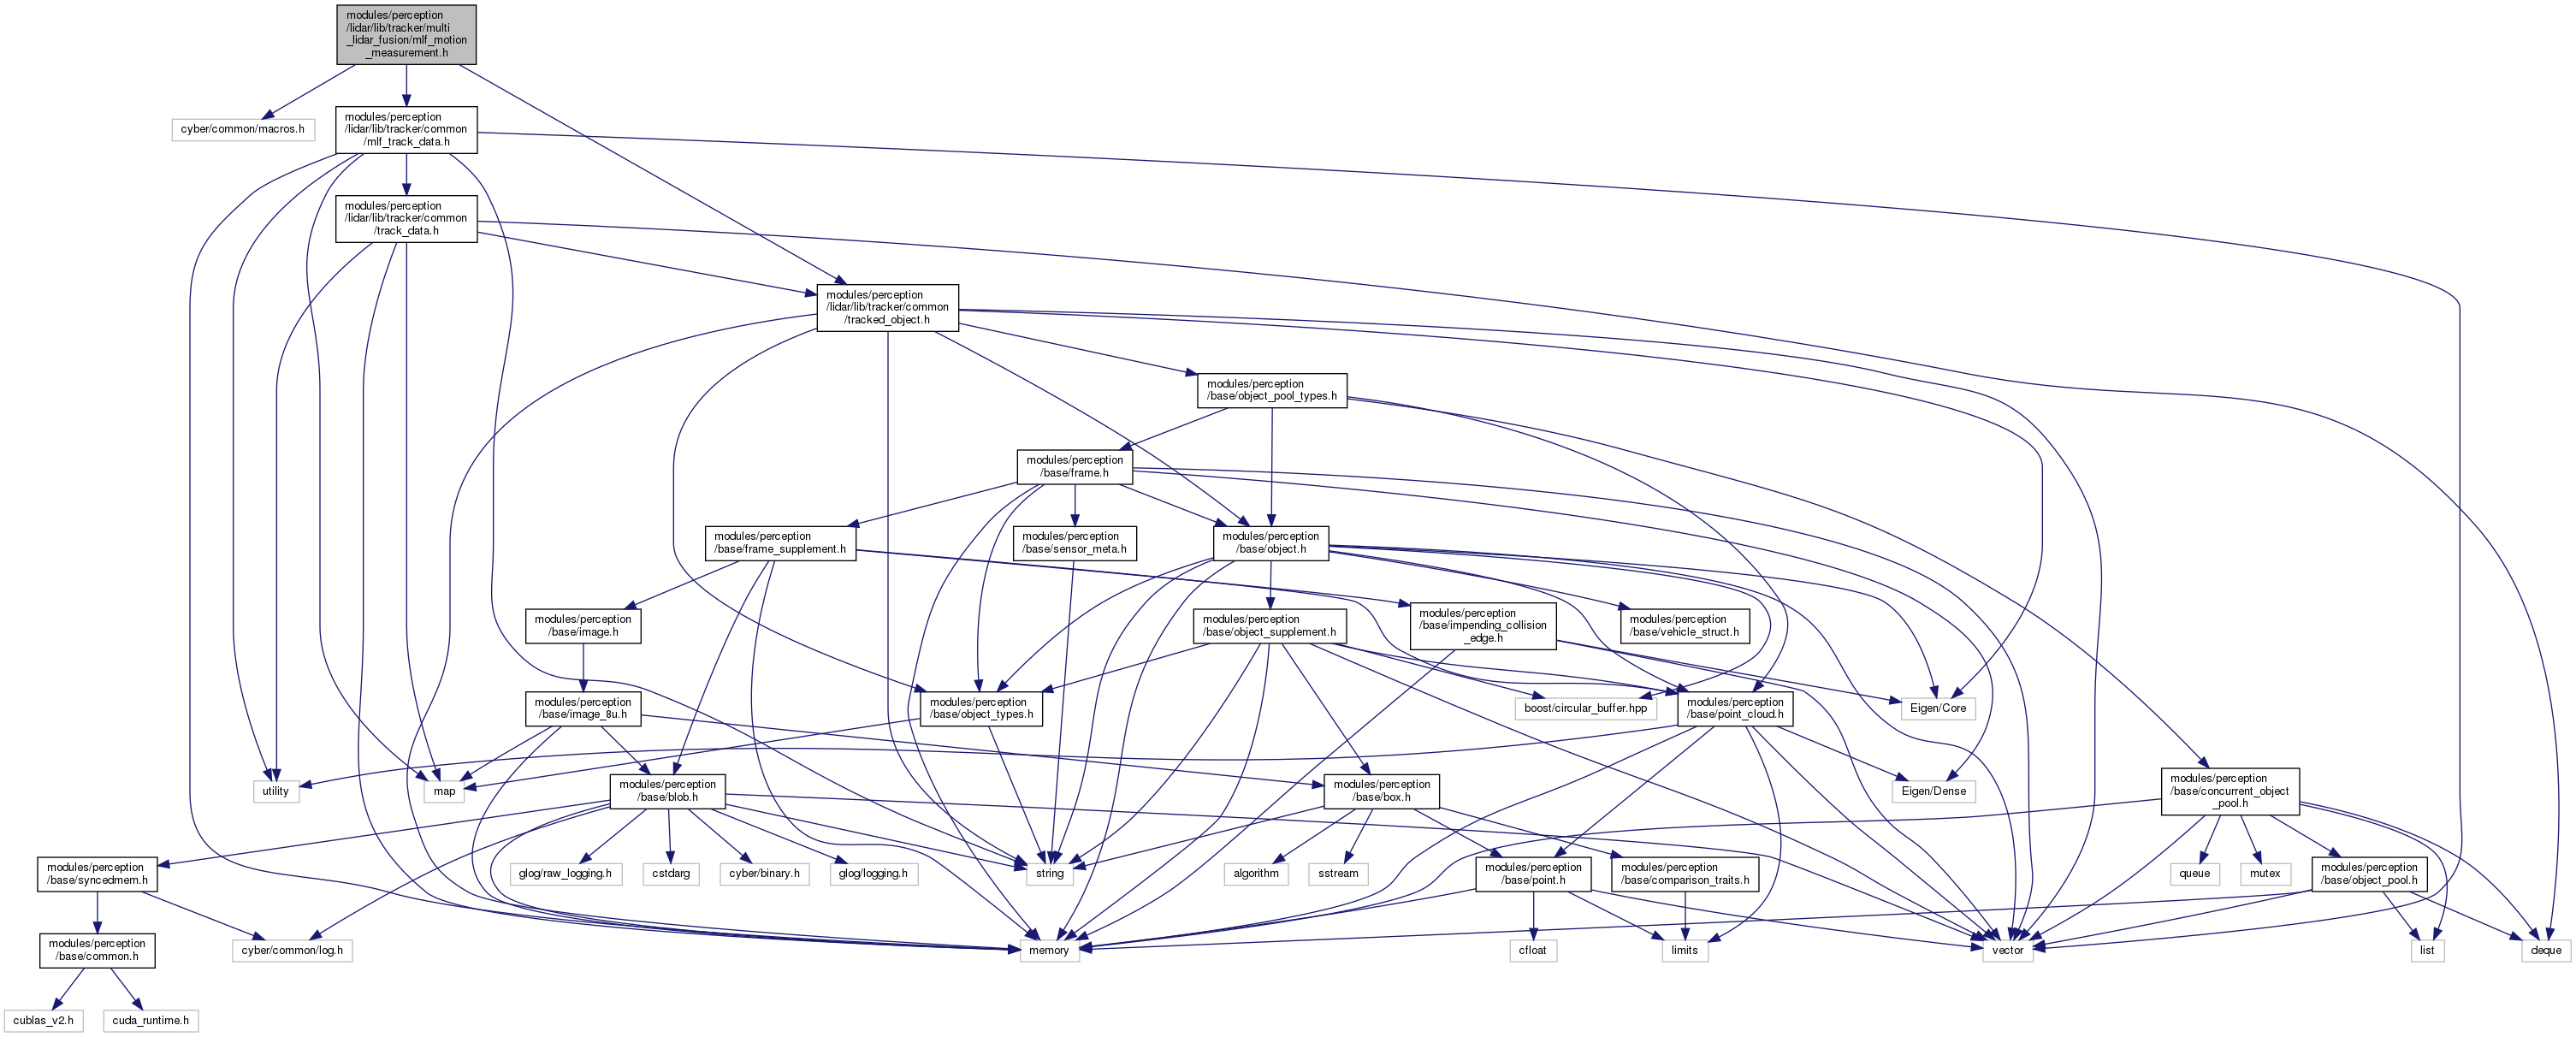 modules/perception
/lidar/lib/tracker/multi
_lidar_fusion/mlf_motion
_measurement.h
cyber/common/macros.h
modules/perception
/lidar/lib/tracker/common
/mlf_track_data.h
modules/perception
/lidar/lib/tracker/common
/track_data.h
modules/perception
/lidar/lib/tracker/common
/tracked_object.h
modules/perception
/base/object_pool_types.h
modules/perception
/base/frame.h
modules/perception
/base/frame_supplement.h
modules/perception
/base/sensor_meta.h
modules/perception
/base/object.h
modules/perception
/base/image.h
modules/perception
/base/object_supplement.h
modules/perception
/base/impending_collision
_edge.h
modules/perception
/base/vehicle_struct.h
modules/perception
/base/image_8u.h
modules/perception
/base/object_types.h
boost/circular_buffer.hpp
modules/perception
/base/point_cloud.h
Eigen/Core
utility
map
modules/perception
/base/blob.h
modules/perception
/base/box.h
Eigen/Dense
modules/perception
/base/concurrent_object
_pool.h
modules/perception
/base/syncedmem.h
glog/raw_logging.h
cstdarg
cyber/binary.h
glog/logging.h
string
algorithm
sstream
modules/perception
/base/point.h
modules/perception
/base/comparison_traits.h
queue
mutex
modules/perception
/base/object_pool.h
modules/perception
/base/common.h
cyber/common/log.h
memory
cfloat
limits
vector
list
deque
cublas_v2.h
cuda_runtime.h